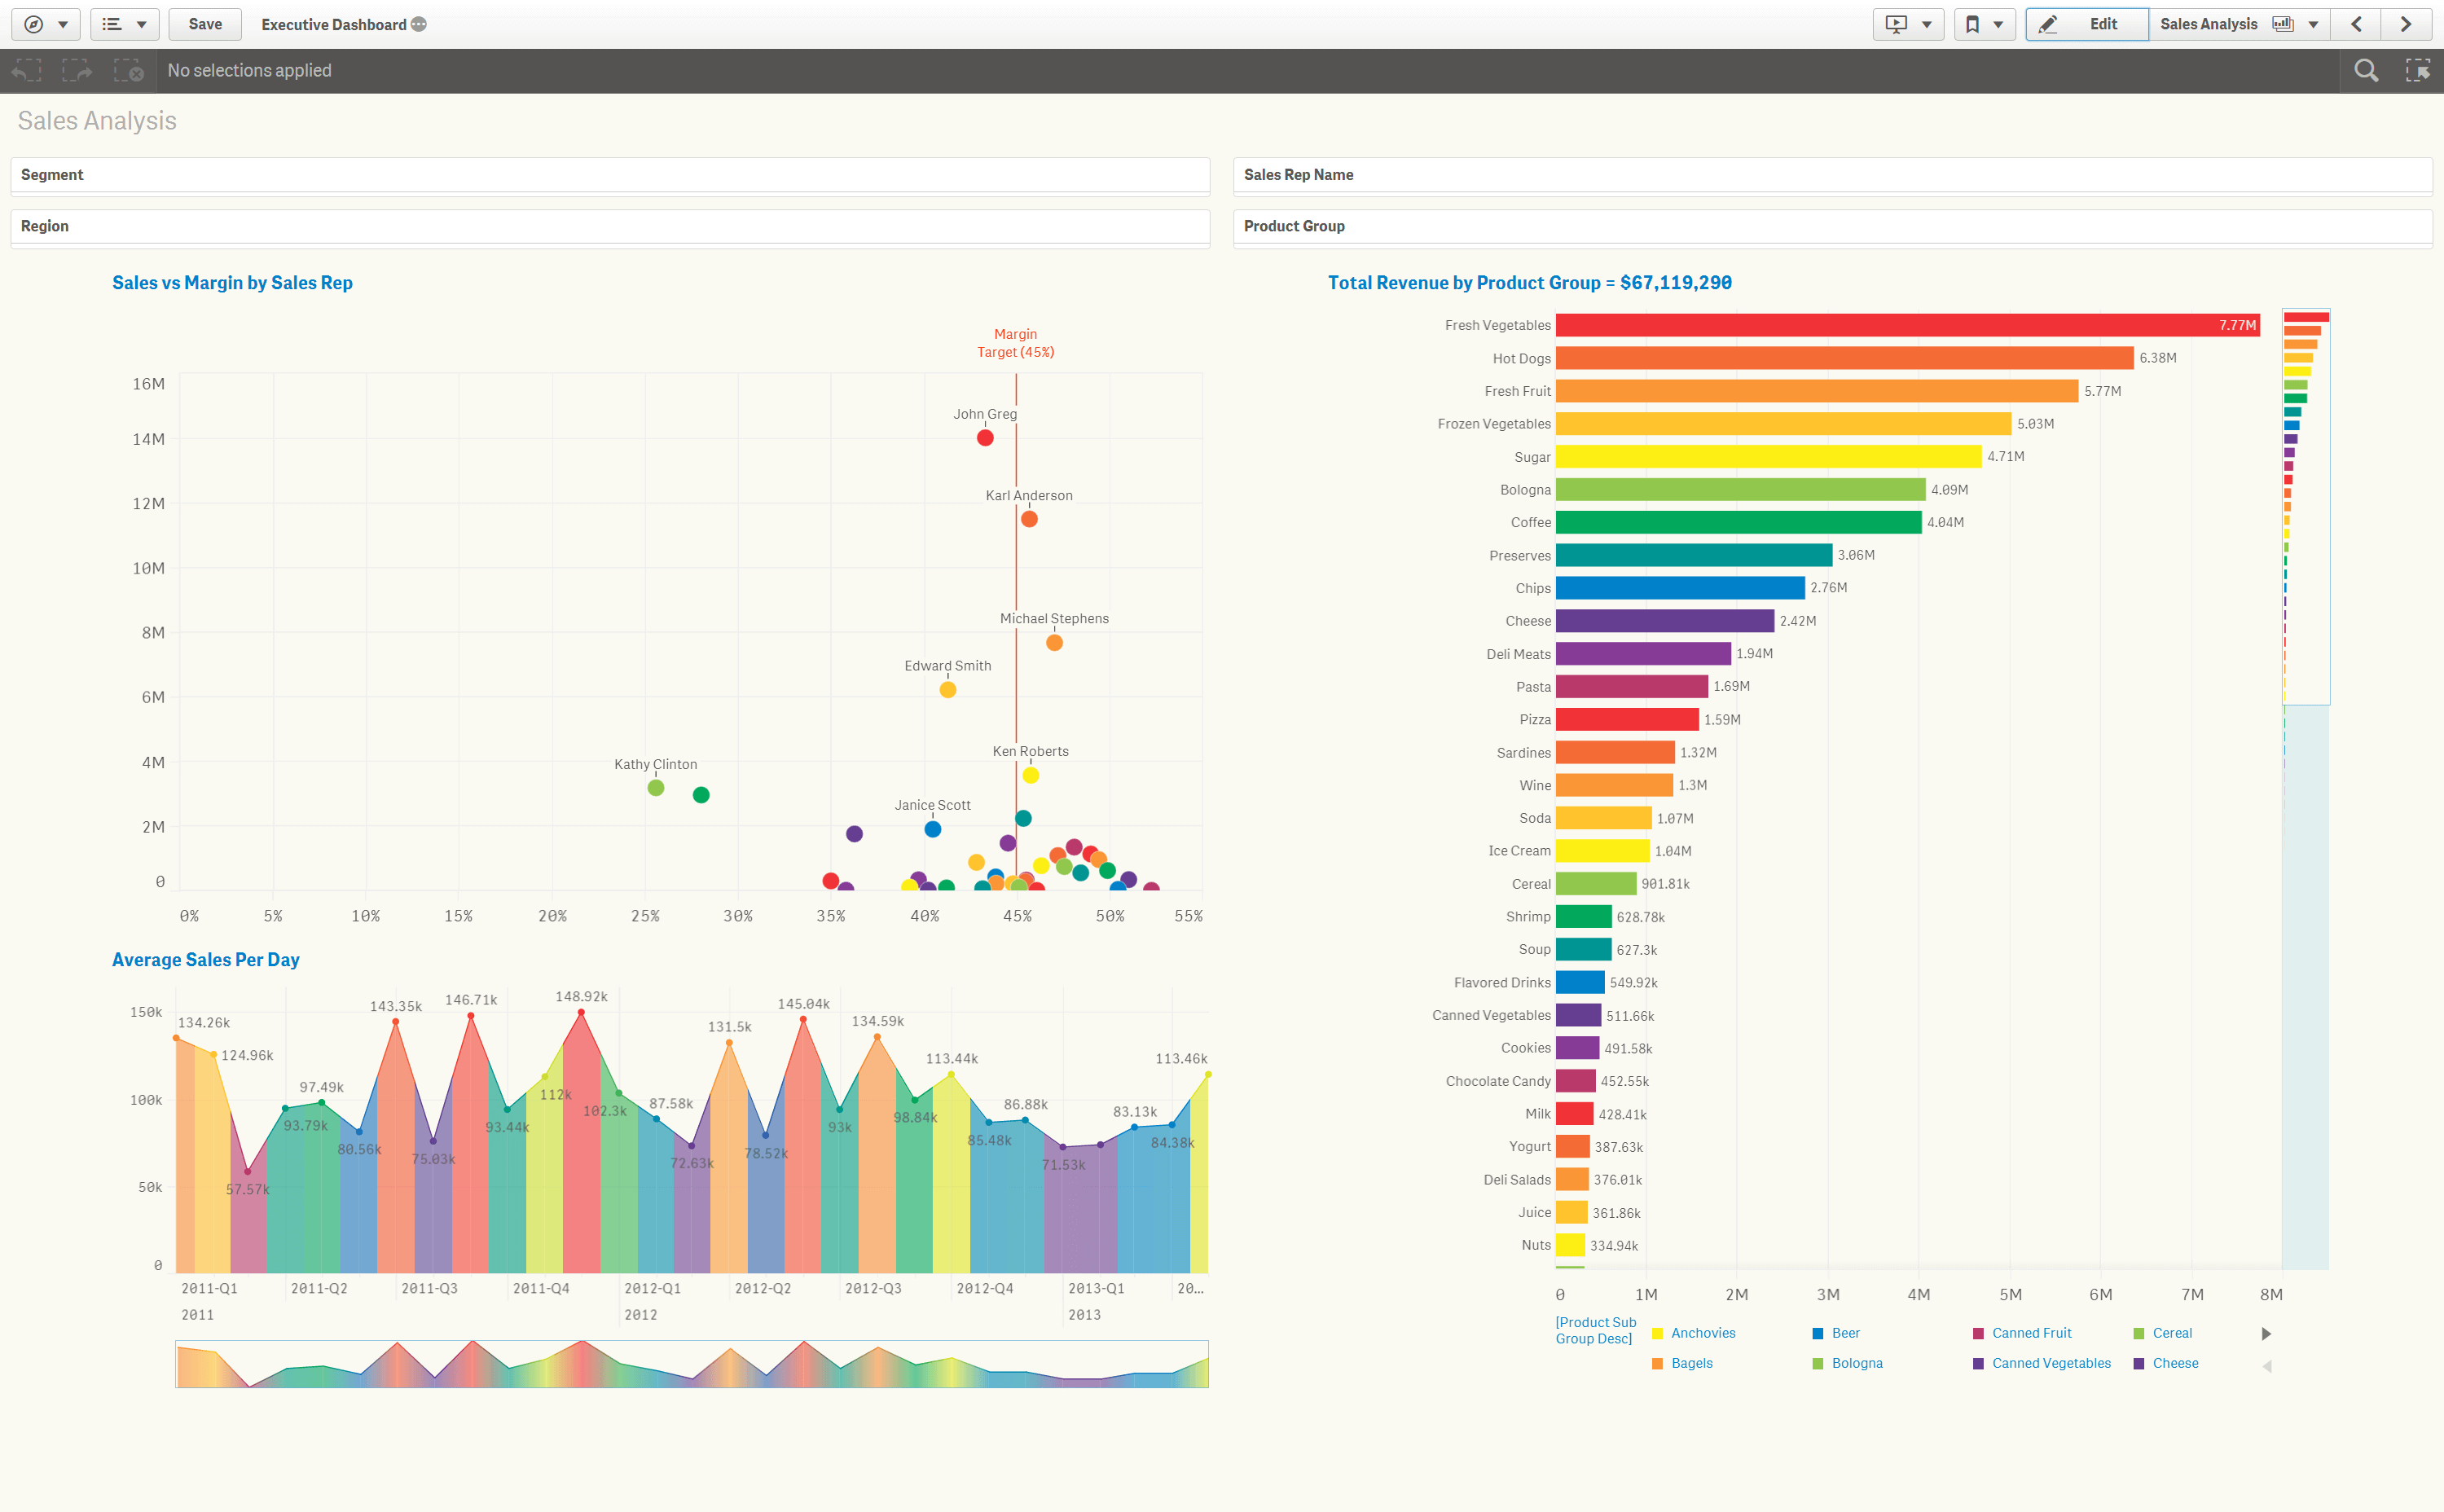 Save
Executive Dashboard
Edit
Sales Analysis
No selections applied
Sales Analysis
Segment
Sales Rep Name
Region
Product Group
Sales vs Margin by Sales Rep
Margin
Target (45%)
16M
14M
12M
10M
8M
6M
4M
2M
0
John Greg
Karl Anderson
Michael Stephens
Edward Smith
Ken Roberts
Kathy Clinton
Janice Scott
0% 5% 10% 15% 20% 25% 30% 35% 40% 45% 50% 55%
Average Sales Per Day
150k
100k
50k
0
134.26k
124.96k
57.57k
93.79k
97.49k
80.56k
143.35k
75.03k
146.71k
93.44k
112k
148.92k
102.3k
87.58k
72.63k
131.5k
78.52k
145.04k
93k
134.59k
98.84k
113.44k
85.48k
86.88k
71.53k
83.13k
84.38k
113.46k
2011-Q1 2011-Q2 2011-Q3 2011-Q4 2012-Q1 2012-Q2 2012-Q3 2012-Q4 2013-Q1 20...
2011 2012 2013
Total Revenue by Product Group = $67,119,290
Fresh Vegetables 7.77M
Hot Dogs 6.38M
Fresh Fruit 5.77M
Frozen Vegetables 5.03M
Sugar 4.71M
Bologna 4.09M
Coffee 4.04M
Preserves 3.06M
Chips 2.76M
Cheese 2.42M
Deli Meats 1.94M
Pasta 1.69M
Pizza 1.59M
Sardines 1.32M
Wine 1.3M
Soda 1.07M
Ice Cream 1.04M
Cereal 901.81k
Shrimp 628.78k
Soup 627.3k
Flavored Drinks 549.92k
Canned Vegetables 511.66k
Cookies 491.58k
Chocolate Candy 452.55k
Milk 428.41k
Yogurt 387.63k
Deli Salads 376.01k
Juice 361.86k
Nuts 334.94k
0 1M 2M 3M 4M 5M 6M 7M 8M
[Product Sub
Group Desc]
Anchovies Beer Canned Fruit Cereal
Bagels Bologna Canned Vegetables Cheese